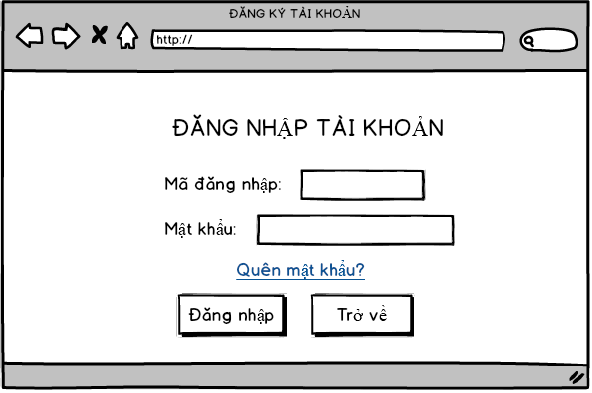 ĐĂNG KÝ TÀI KHOẢN
http://
ĐĂNG NHẬP TÀI KHOẢN
Mã đăng nhập:
Mật khẩu:
Quên mật khẩu?
Đăng nhập Trở về